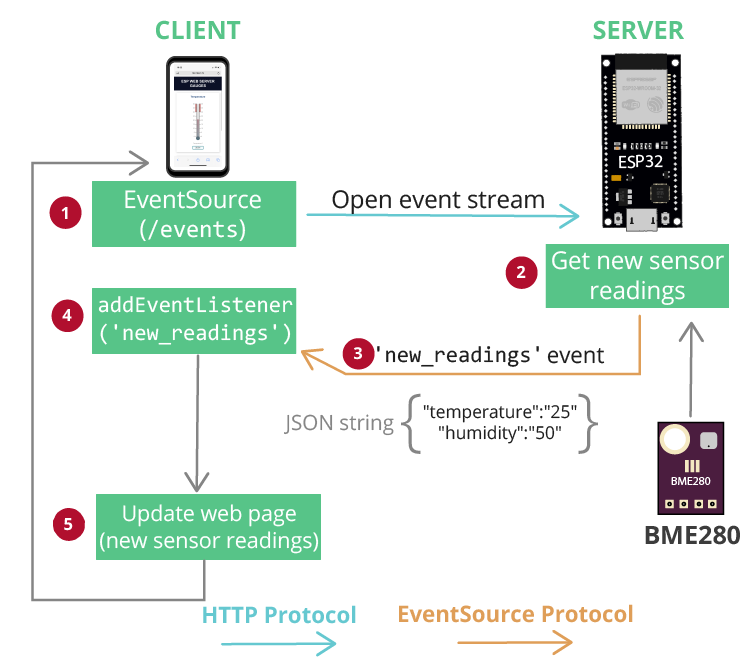 CLIENT
SERVER
ESP WEB SERVER
GAUGES
ESP32
1
EventSource
(/events)
Open event stream
2
Get new sensor
readings
4
addEventListener
('new_readings')
3
'new_readings' event
JSON string
"temperature":"25"
"humidity":"50"
BME280
BME280
5
Update web page
(new sensor readings)
HTTP Protocol
EventSource Protocol